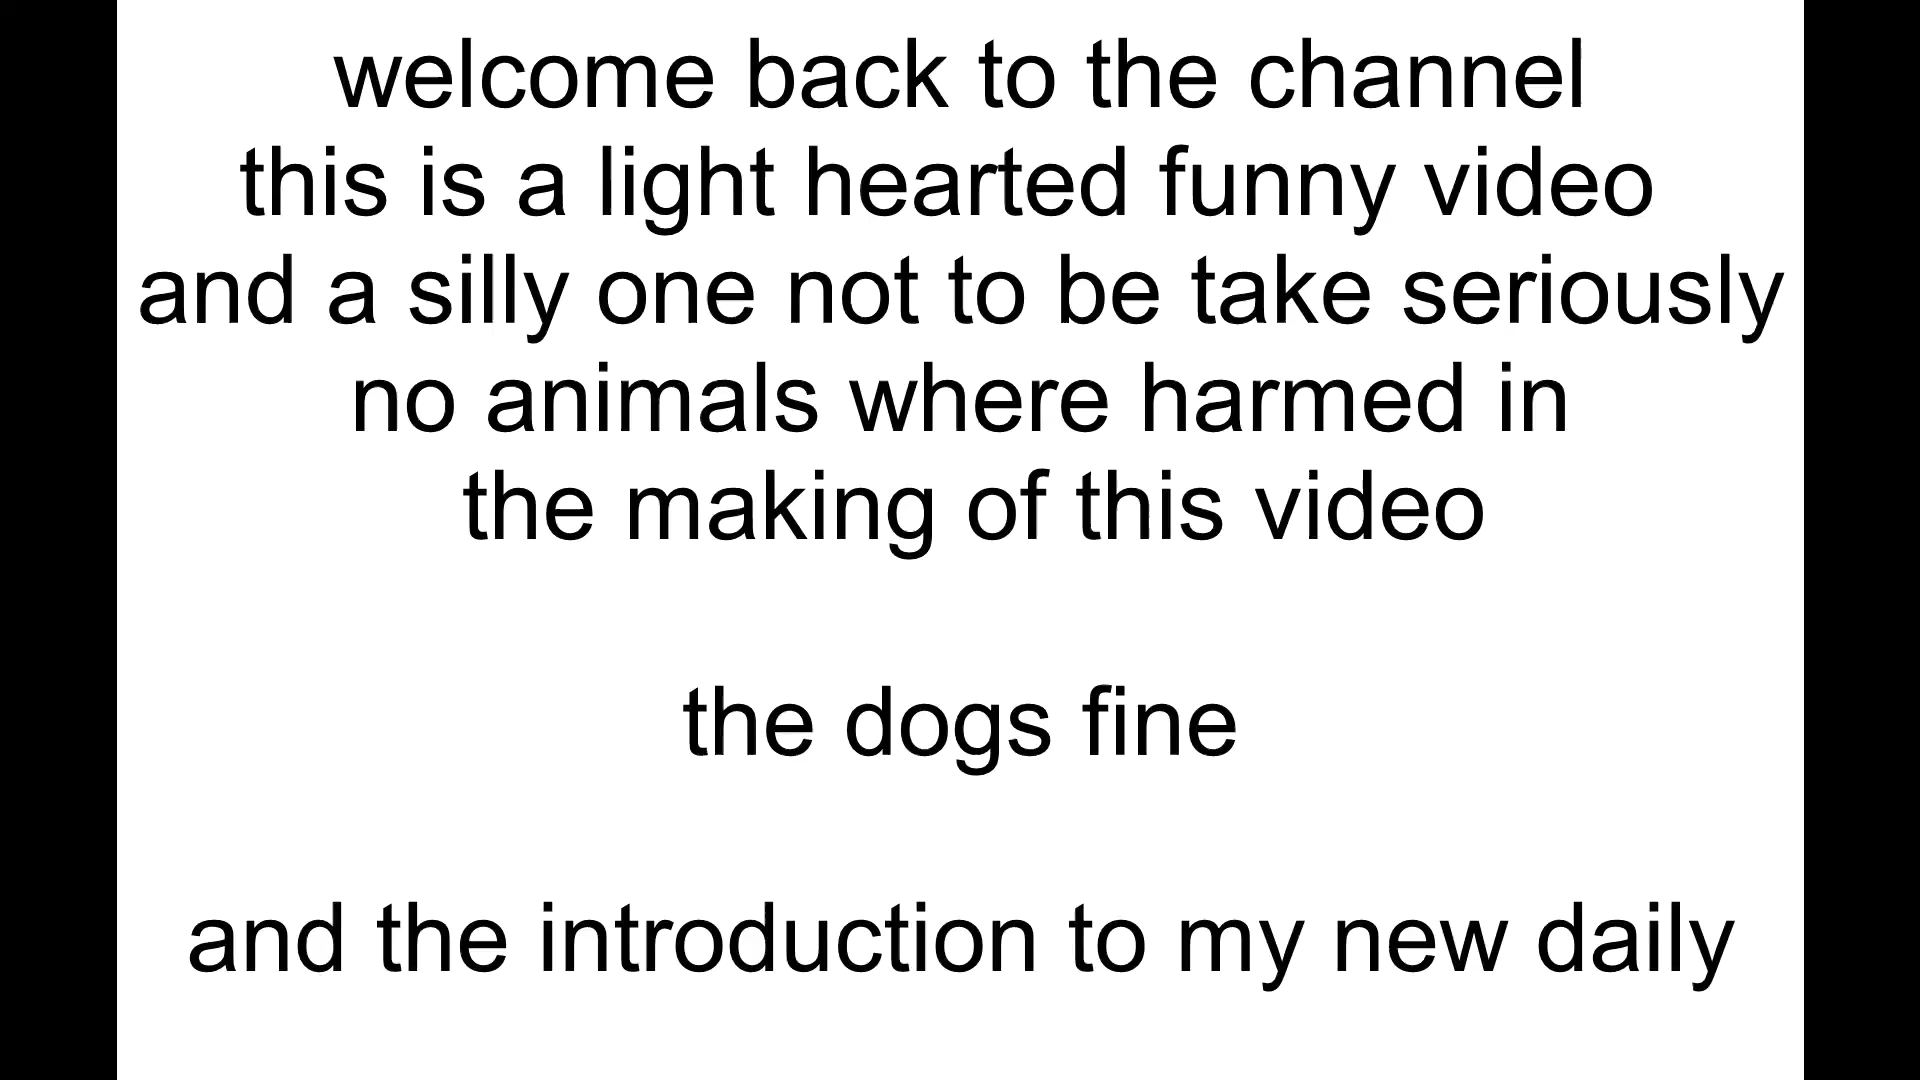 welcome back to the channel
this is a light hearted funny video
and a silly one not to be take seriously
no animals where harmed in
the making of this video
the dogs fine
and the introduction to my new daily